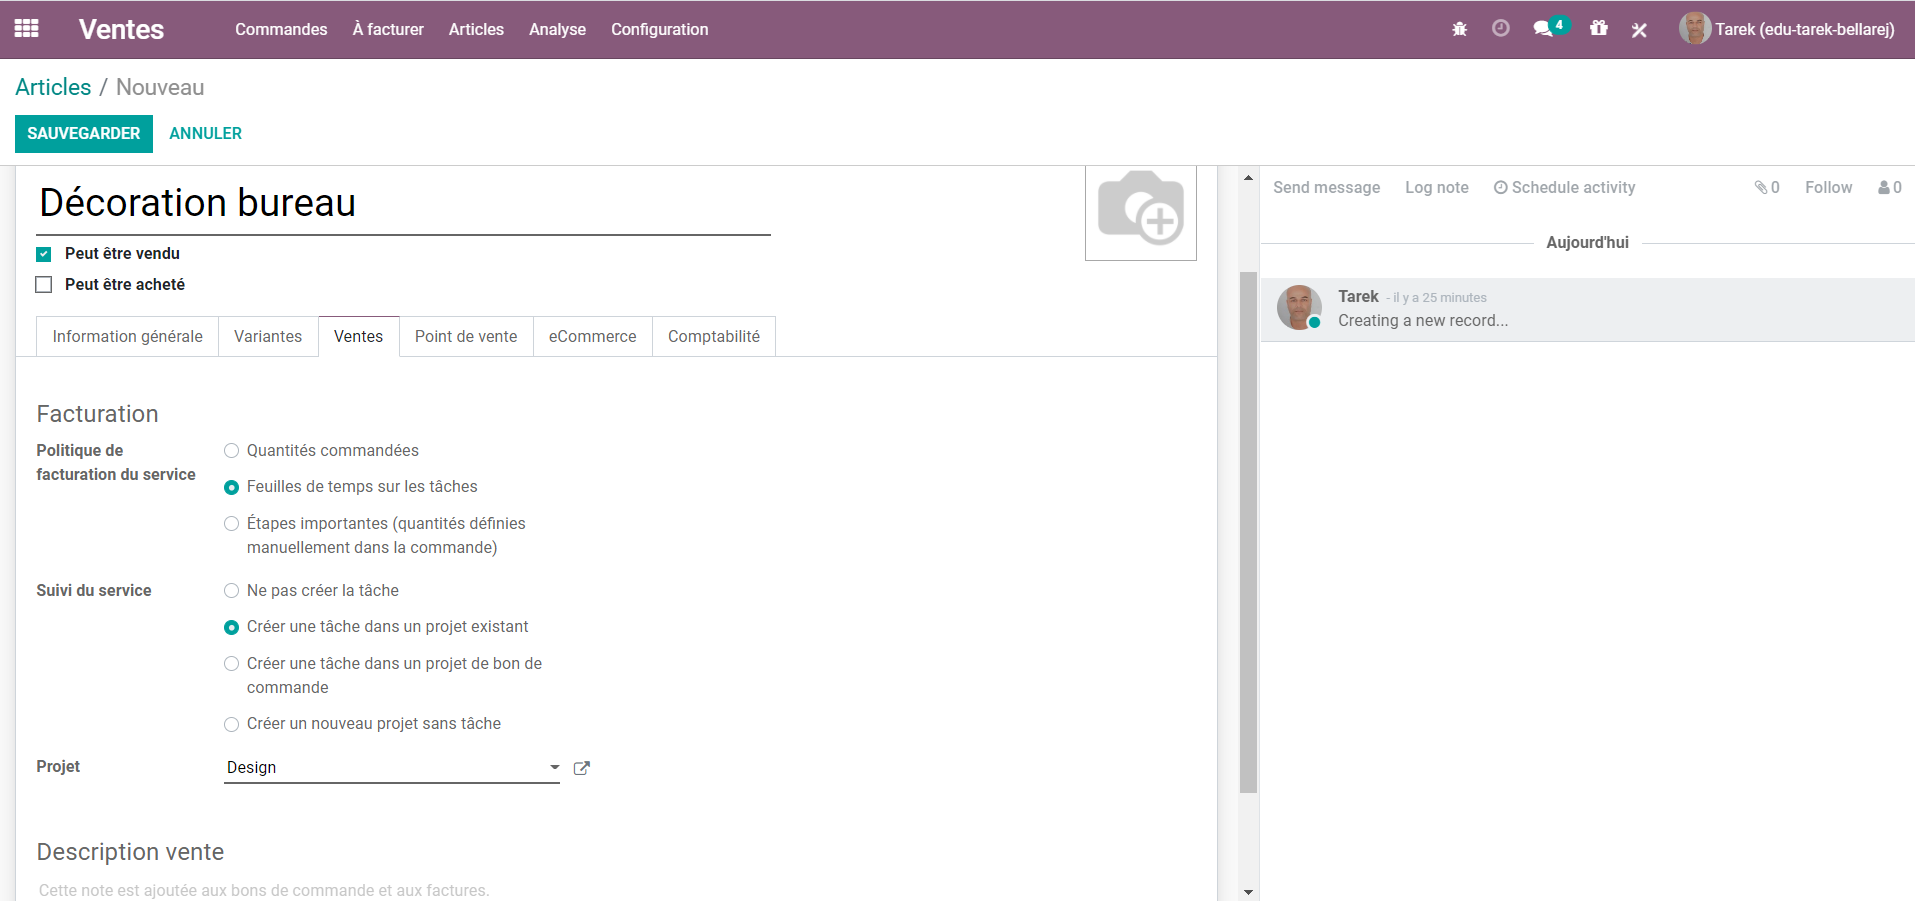 Ventes Commandes À facturer Articles Analyse Configuration 4 Tarek (edu-tarek-bellarej)
Articles / Nouveau
SAUVEGARDER ANNULER
Send message Log note Schedule activity 0 Follow 0
Décoration bureau
Aujourd'hui
Peut être vendu
Peut être acheté
Tarek - il y a 25 minutes
Creating a new record...
Information générale Variantes Ventes Point de vente eCommerce Comptabilité
Facturation
Politique de
facturation du service
Quantités commandées
Feuilles de temps sur les tâches
Étapes importantes (quantités définies
manuellement dans la commande)
Suivi du service
Ne pas créer la tâche
Créer une tâche dans un projet existant
Créer une tâche dans un projet de bon de
commande
Créer un nouveau projet sans tâche
Projet Design
Description vente
Cette note est ajoutée aux bons de commande et aux factures.